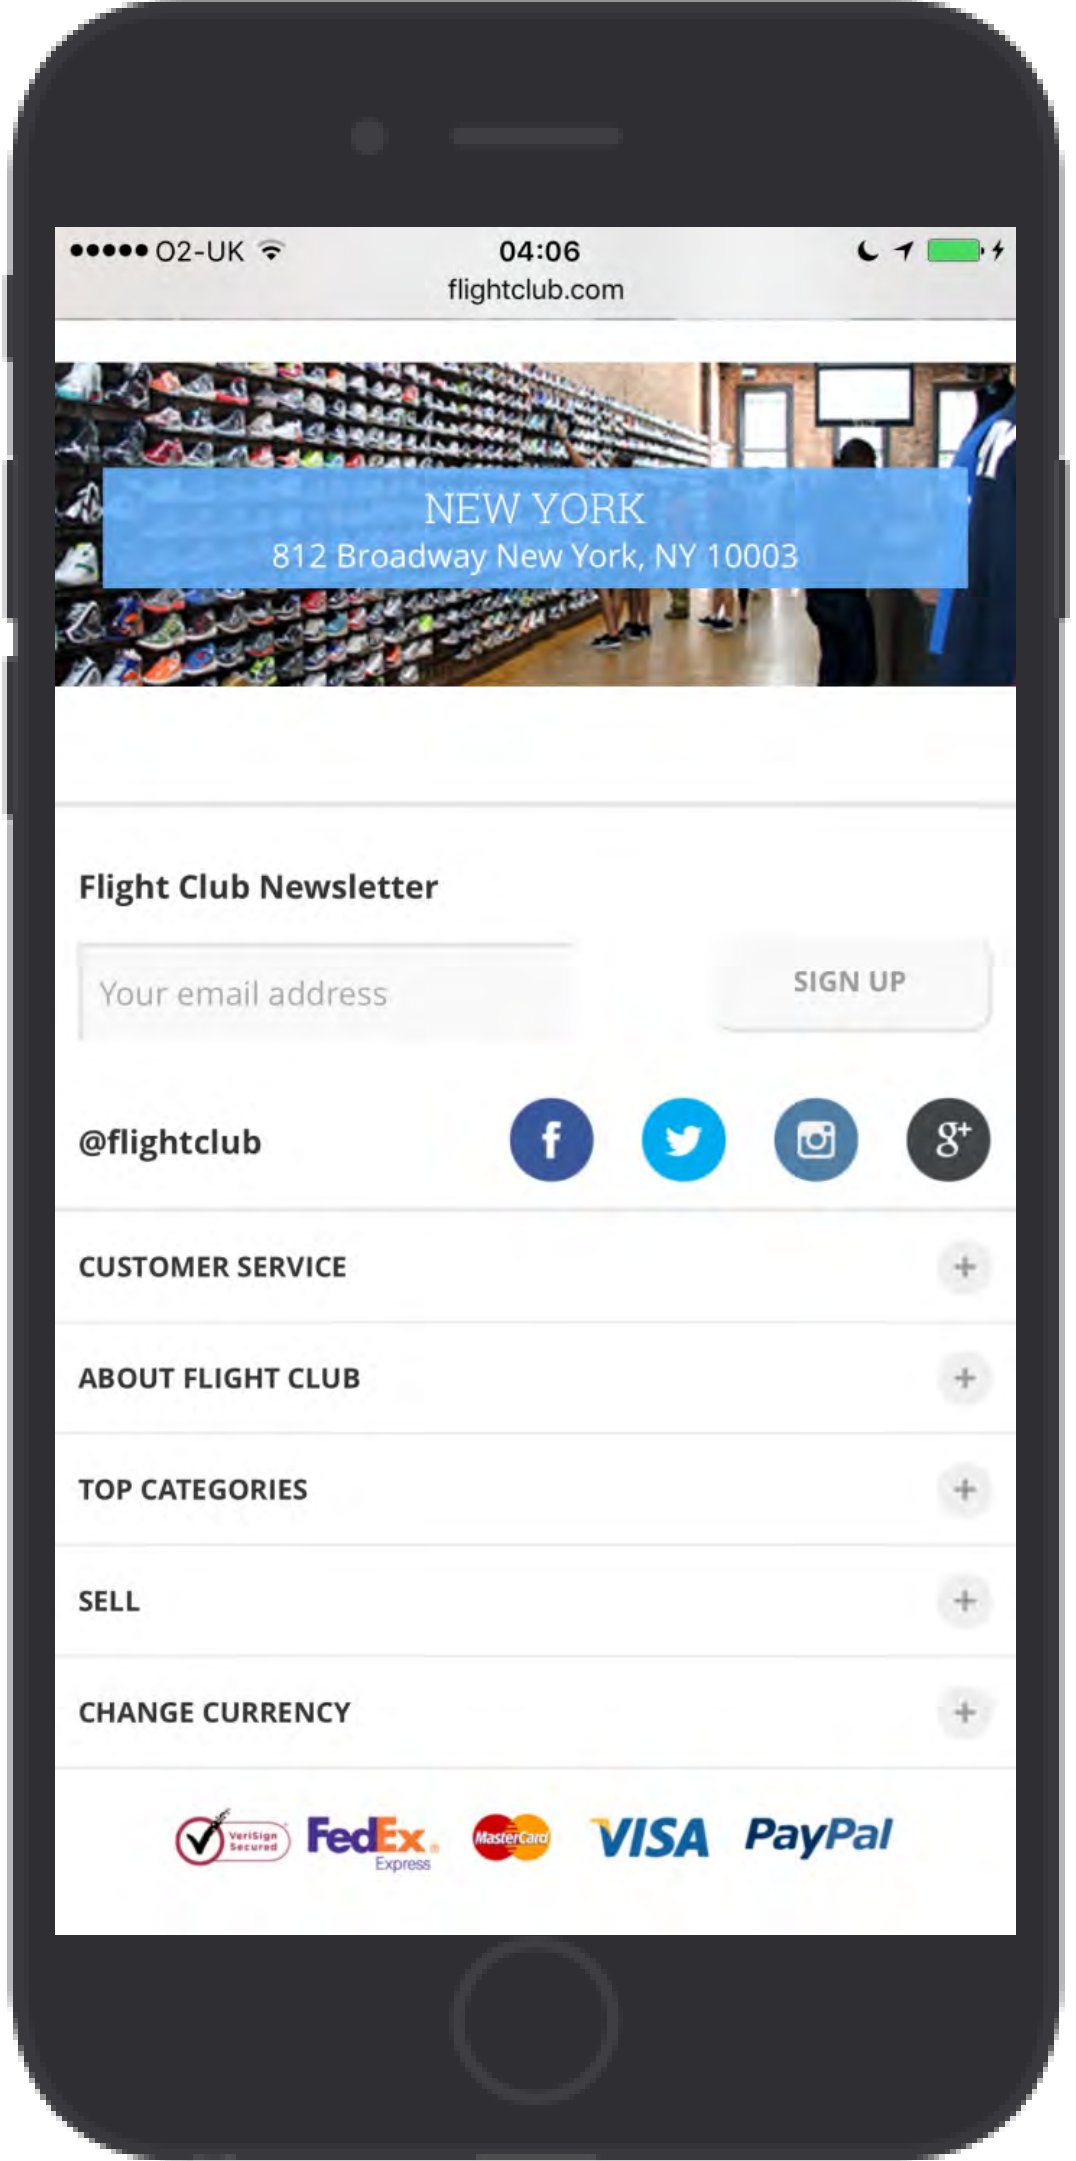 O2-UK 04:06
flightclub.com
NEW YORK
812 Broadway New York, NY 10003
Flight Club Newsletter
Your email address SIGN UP
@flightclub f g+
CUSTOMER SERVICE +
ABOUT FLIGHT CLUB +
TOP CATEGORIES +
SELL +
CHANGE CURRENCY +
VeriSign Secured FedEx Express MasterCard VISA PayPal